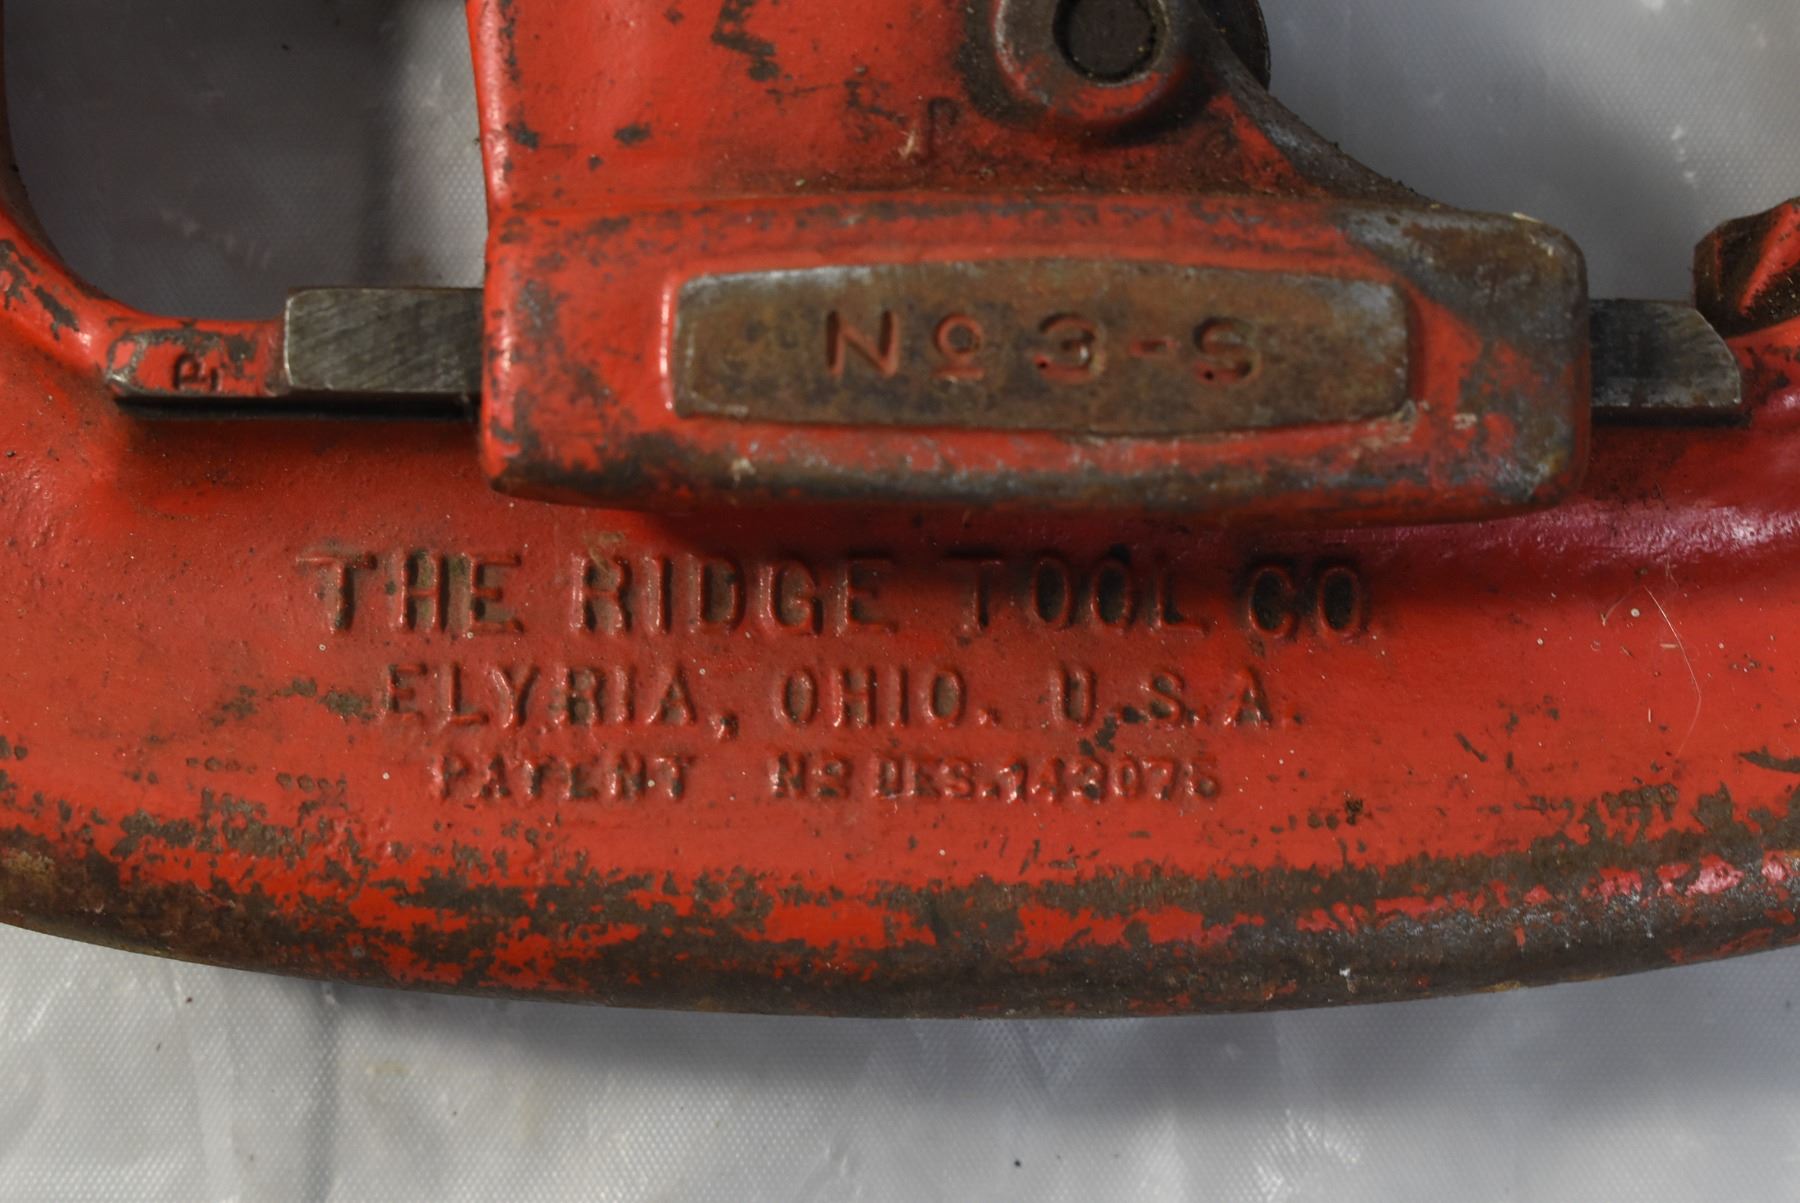 P
P
Nº 3-S
THE RIDGE TOOL CO
ELYRIA, OHIO. U.S.A.
PATENT Nº DES. 143075